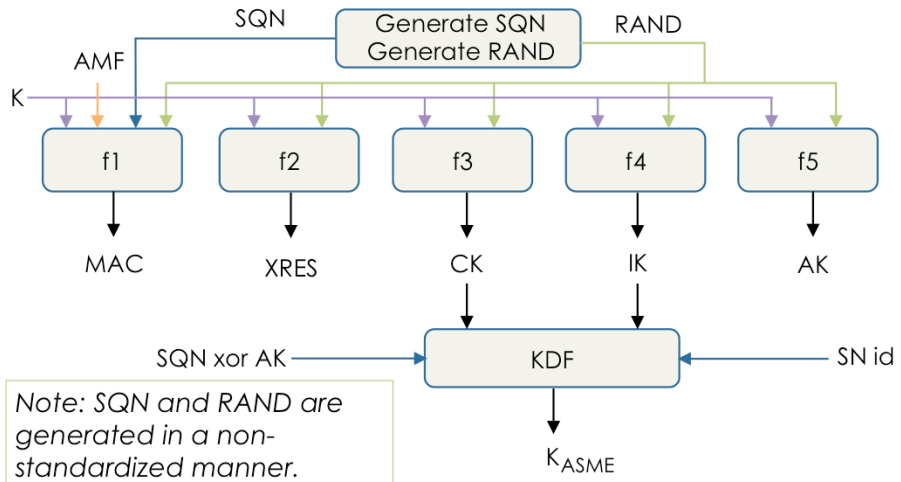 SQN
Generate SQN
Generate RAND
RAND
AMF
K
f1
f2
f3
f4
f5
MAC
XRES
CK
IK
AK
SQN xor AK
KDF
SN id
Note: SQN and RAND are
generated in a non-
standardized manner.
KASME